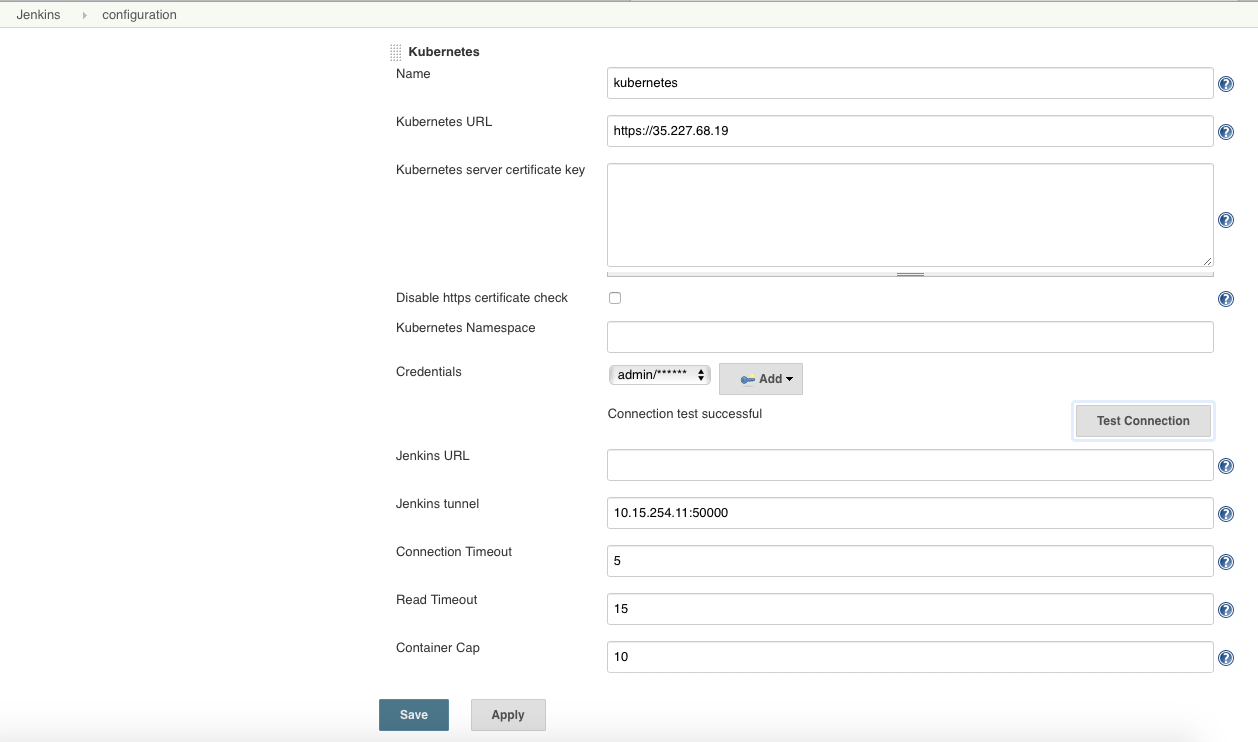 Jenkins configuration
Kubernetes
Name
kubernetes
Kubernetes URL
https://35.227.68.19
Kubernetes server certificate key
Disable https certificate check
Kubernetes Namespace
Credentials
admin/****** Add
Connection test successful
Test Connection
Jenkins URL
Jenkins tunnel
10.15.254.11:50000
Connection Timeout
5
Read Timeout
15
Container Cap
10
Save Apply